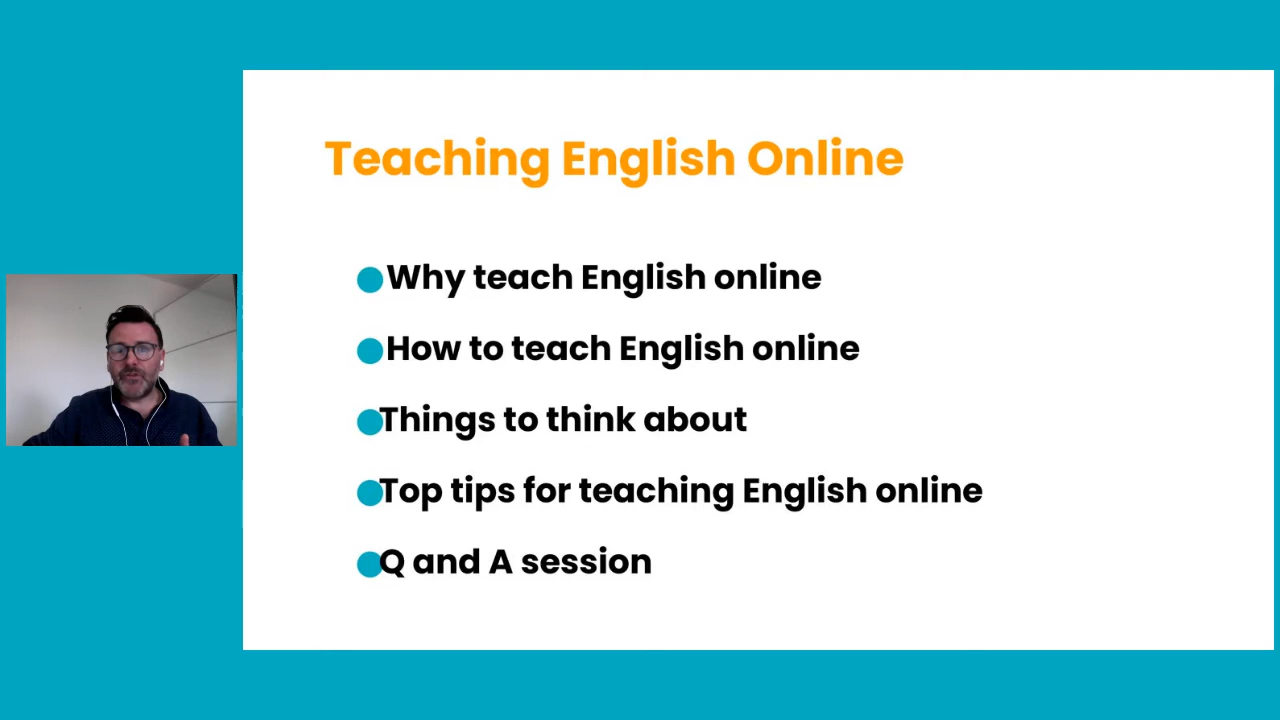 Teaching English Online
Why teach English online
How to teach English online
Things to think about
Top tips for teaching English online
Q and A session